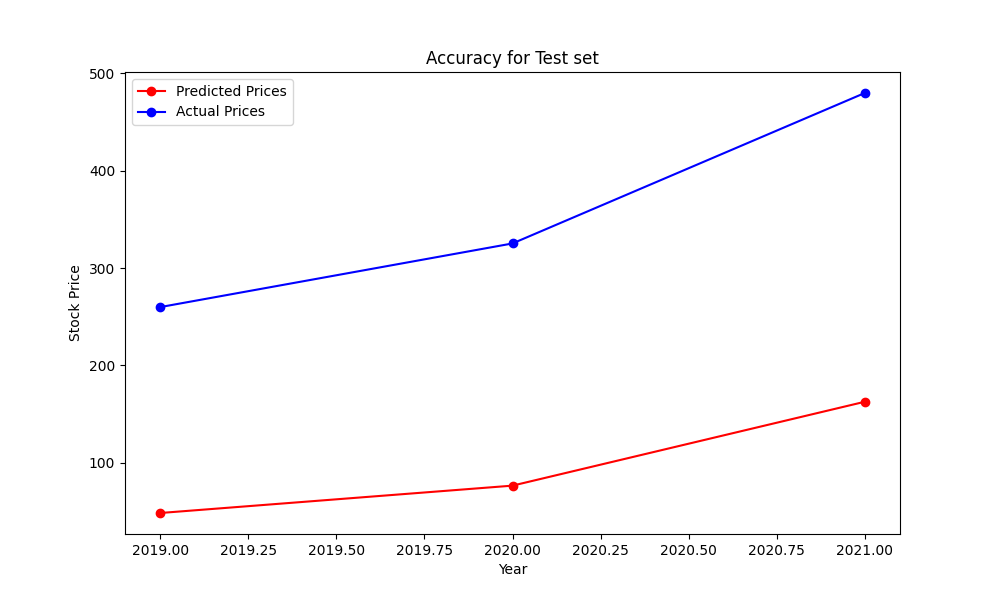 Accuracy for Test set
Predicted Prices
Actual Prices
500
400
300
200
100
Stock Price
2019.00 2019.25 2019.50 2019.75 2020.00 2020.25 2020.50 2020.75 2021.00
Year